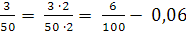 3/50 = 3 ·2/50 ·2 = 6/100 − 0,06